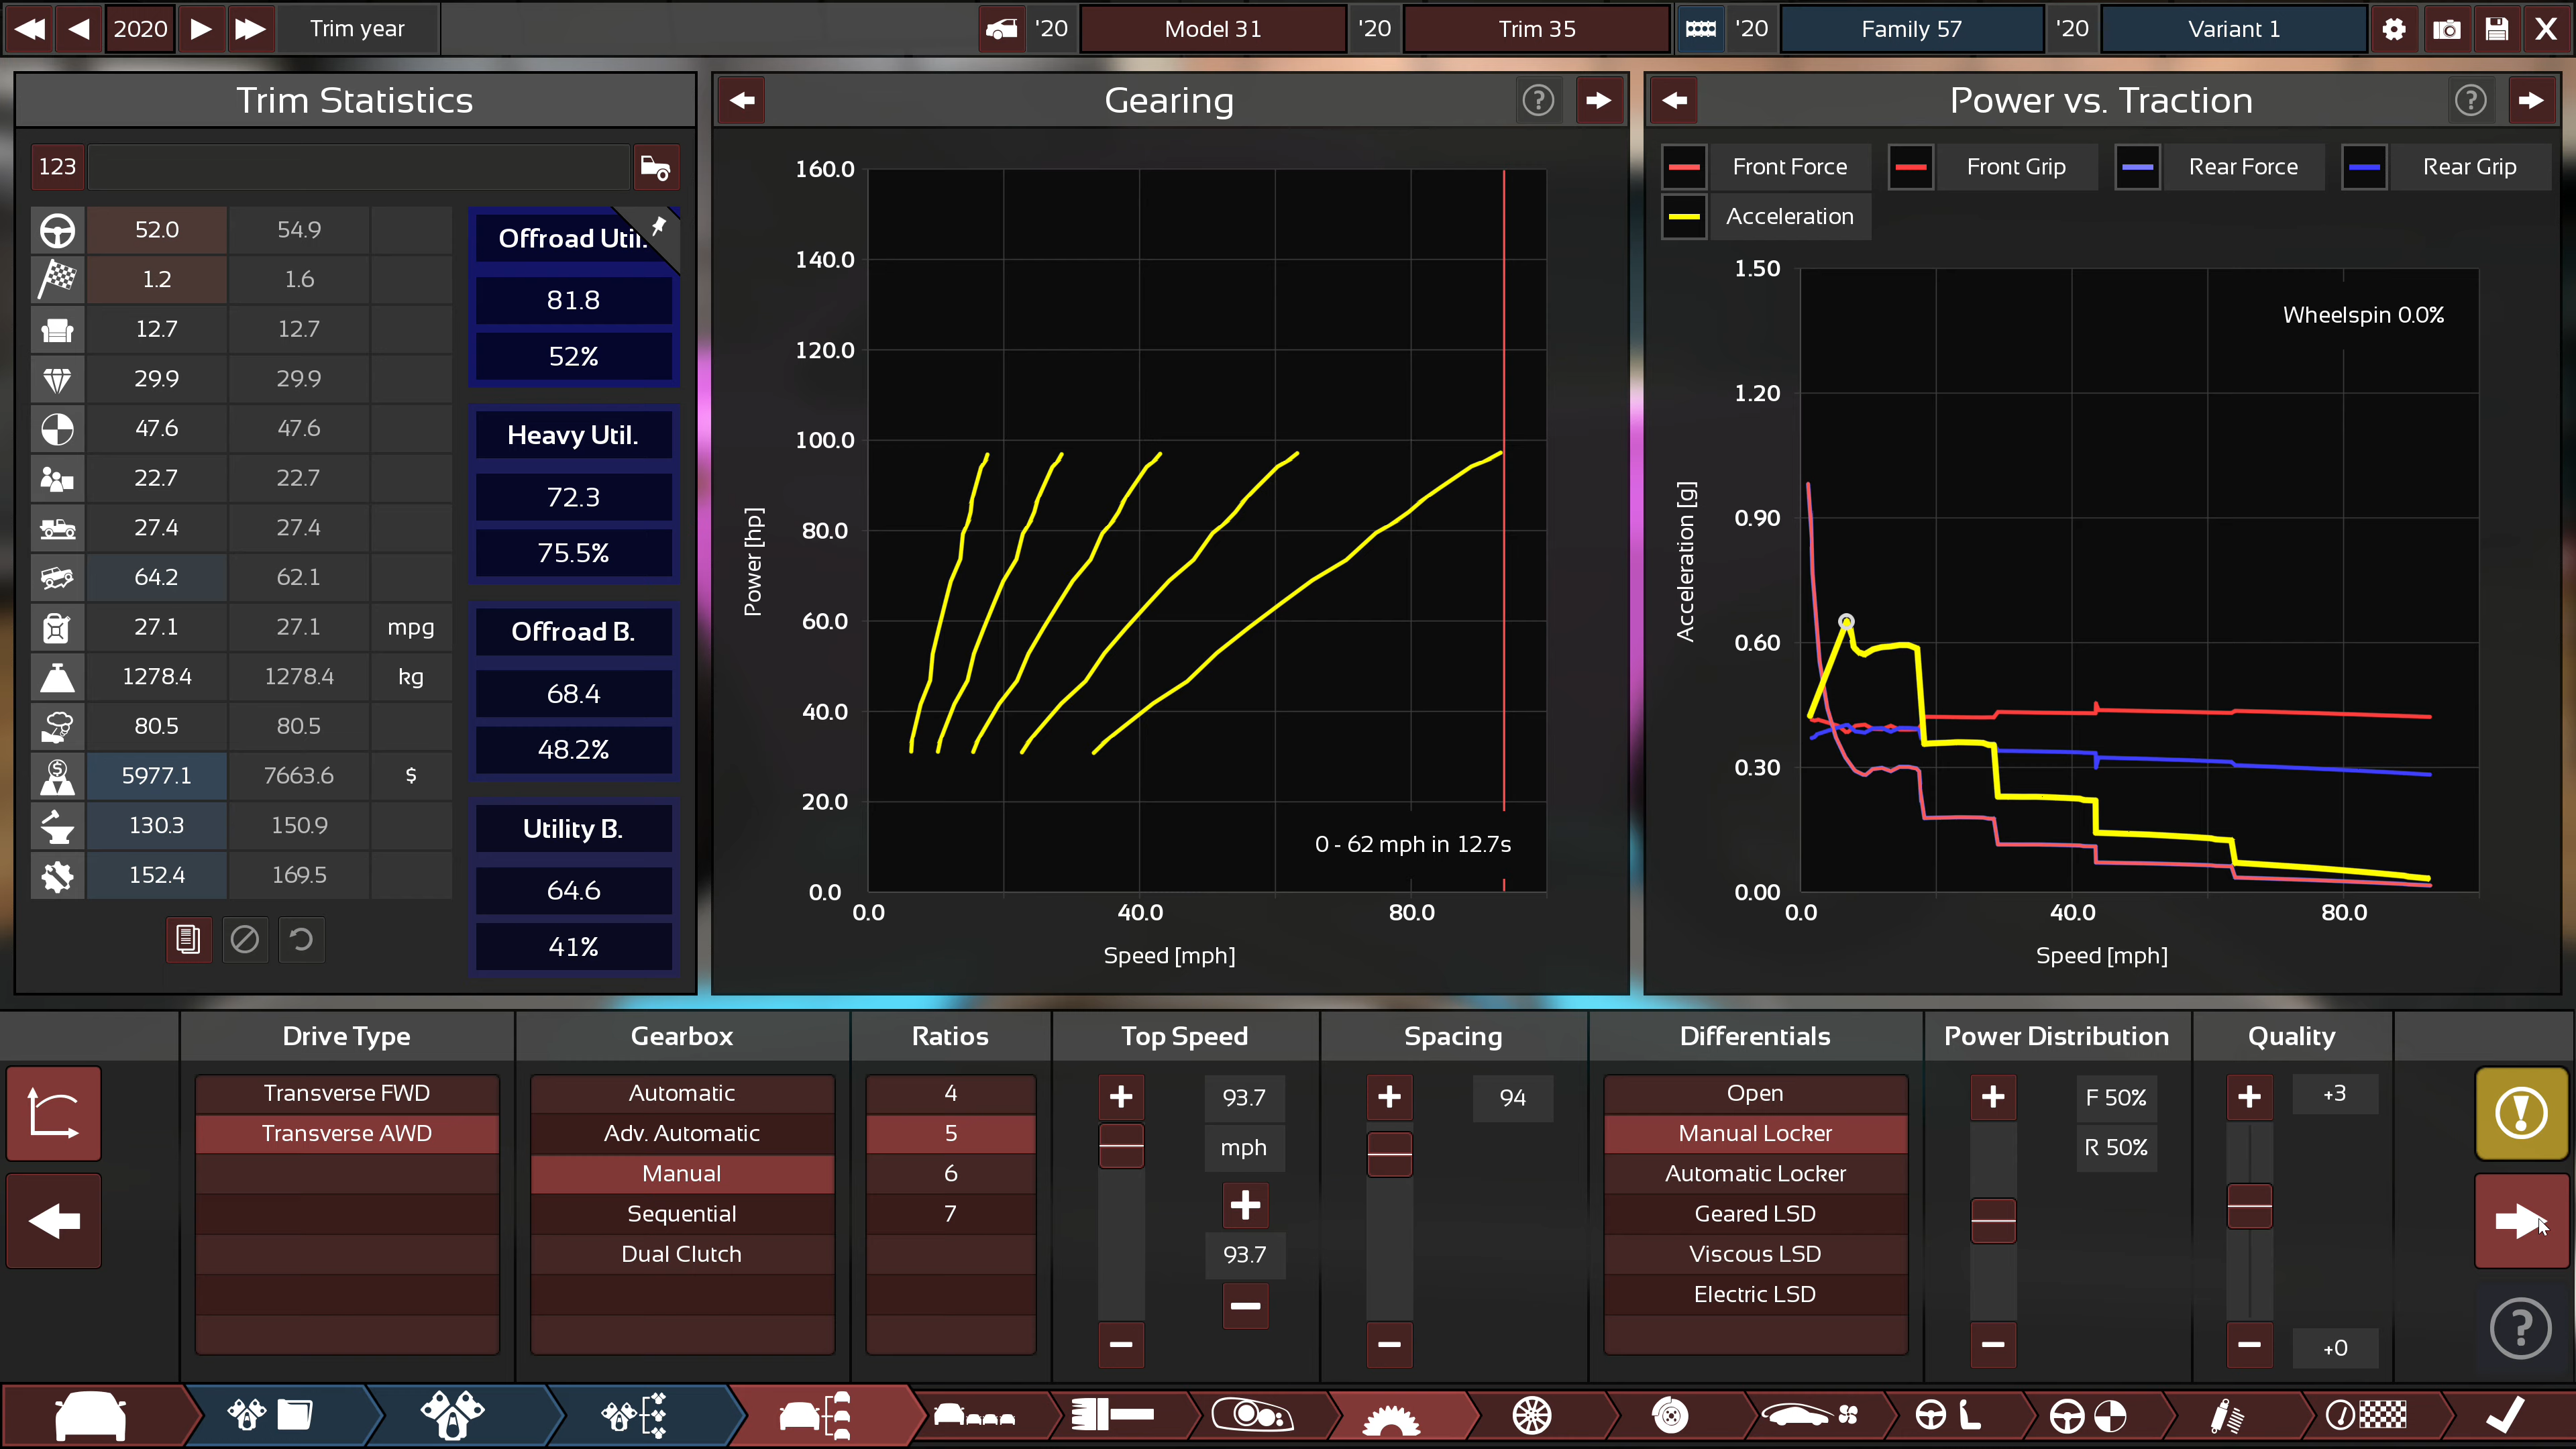 2020
Trim year
'20
Model 31
'20
Trim 35
'20
Family 57
'20
Variant 1
Trim Statistics
123
52.0 54.9
1.2 1.6
12.7 12.7
29.9 29.9
47.6 47.6
22.7 22.7
27.4 27.4
64.2 62.1
27.1 27.1 mpg
1278.4 1278.4 kg
80.5 80.5
5977.1 7663.6 $
130.3 150.9
152.4 169.5
Offroad Util.
81.8
52%
Heavy Util.
72.3
75.5%
Offroad B.
68.4
48.2%
Utility B.
64.6
41%
Gearing
?
160.0
140.0
120.0
100.0
80.0
60.0
40.0
20.0
0.0
Power [hp]
0 - 62 mph in 12.7s
0.0 40.0 80.0
Speed [mph]
Power vs. Traction
?
Front Force
Front Grip
Rear Force
Rear Grip
Acceleration
Wheelspin 0.0%
1.50
1.20
0.90
0.60
0.30
0.00
Acceleration [g]
0.0 40.0 80.0
Speed [mph]
Drive Type
Transverse FWD
Transverse AWD
Gearbox
Automatic
Adv. Automatic
Manual
Sequential
Dual Clutch
Ratios
4
5
6
7
Top Speed
93.7
mph
93.7
Spacing
94
Differentials
Open
Manual Locker
Automatic Locker
Geared LSD
Viscous LSD
Electric LSD
Power Distribution
F 50%
R 50%
Quality
+3
+0
?